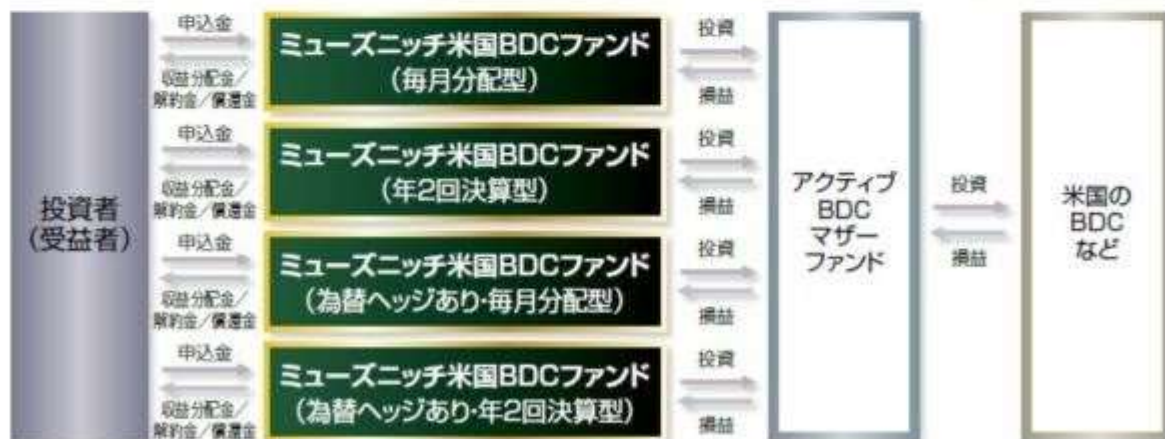 投資者
(受益者)
申込金
収益分配金/
解約金/償還金
ミューズニッチ米国BDCファンド
(毎月分配型)
投資
損益
申込金
収益分配金/
解約金/償還金
ミューズニッチ米国BDCファンド
(年2回決算型)
投資
損益
申込金
収益分配金/
解約金/償還金
ミューズニッチ米国BDCファンド
(為替ヘッジあり・毎月分配型)
投資
損益
申込金
収益分配金/
解約金/償還金
ミューズニッチ米国BDCファンド
(為替ヘッジあり・年2回決算型)
投資
損益
アクティブ
BDC
マザー
ファンド
投資
損益
米国の
BDC
など